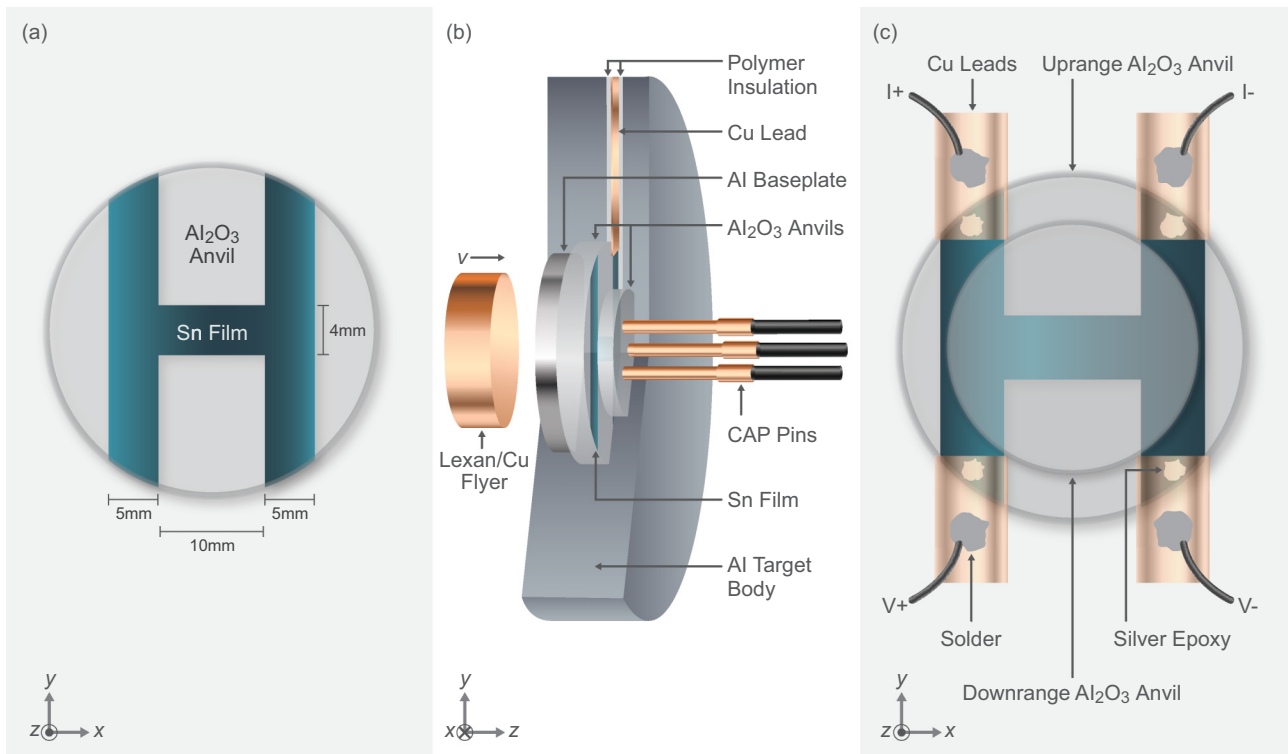 (a)
Al₂O₃
Anvil
Sn Film
4mm
5mm
5mm
10mm
y
z
x
(b)
Polymer
Insulation
Cu Lead
Al Baseplate
Al₂O₃ Anvils
v
CAP Pins
Lexan/Cu
Flyer
Sn Film
Al Target
Body
y
x
z
(c)
Cu Leads
Uprange Al₂O₃ Anvil
I+
I-
V+
V-
Solder
Silver Epoxy
Downrange Al₂O₃ Anvil
y
z
x